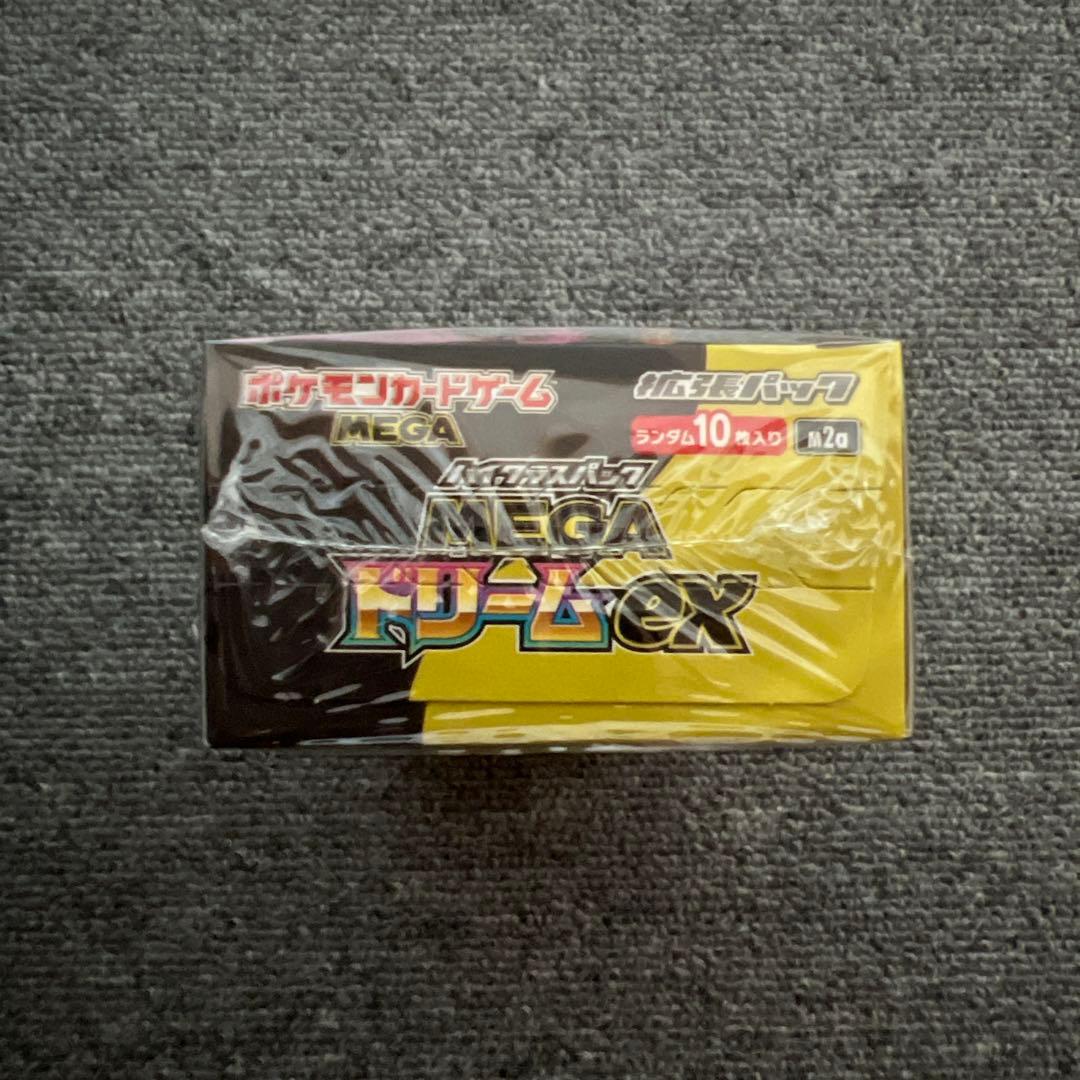 ポケモンカードゲーム
MEGA
拡張パック
ランダム10枚入り
M2a
ハイクラスパック
MEGA
ドリームex